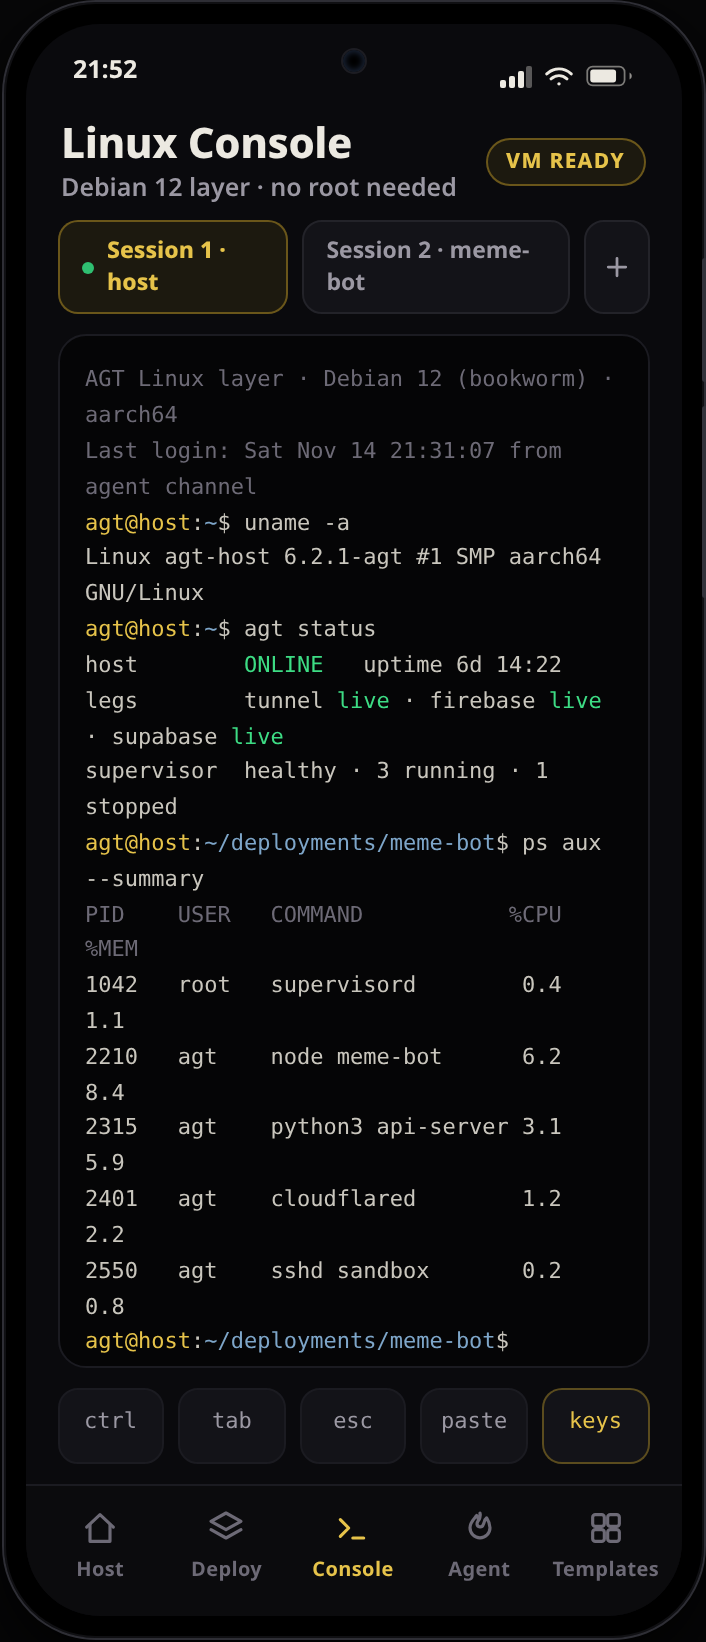 21:52
Linux Console
Debian 12 layer · no root needed
VM READY
Session 1 ·
host
Session 2 · meme-
bot
+
AGT Linux layer · Debian 12 (bookworm) ·
aarch64
Last login: Sat Nov 14 21:31:07 from
agent channel
agt@host:~$ uname -a
Linux agt-host 6.2.1-agt #1 SMP aarch64
GNU/Linux
agt@host:~$ agt status
host        ONLINE   uptime 6d 14:22
legs        tunnel live · firebase live
· supabase live
supervisor  healthy · 3 running · 1
stopped
agt@host:~/deployments/meme-bot$ ps aux
--summary
PID    USER   COMMAND           %CPU
%MEM
1042   root   supervisord        0.4
1.1
2210   agt    node meme-bot      6.2
8.4
2315   agt    python3 api-server 3.1
5.9
2401   agt    cloudflared        1.2
2.2
2550   agt    sshd sandbox       0.2
0.8
agt@host:~/deployments/meme-bot$
ctrl
tab
esc
paste
keys
Host
Deploy
Console
Agent
Templates